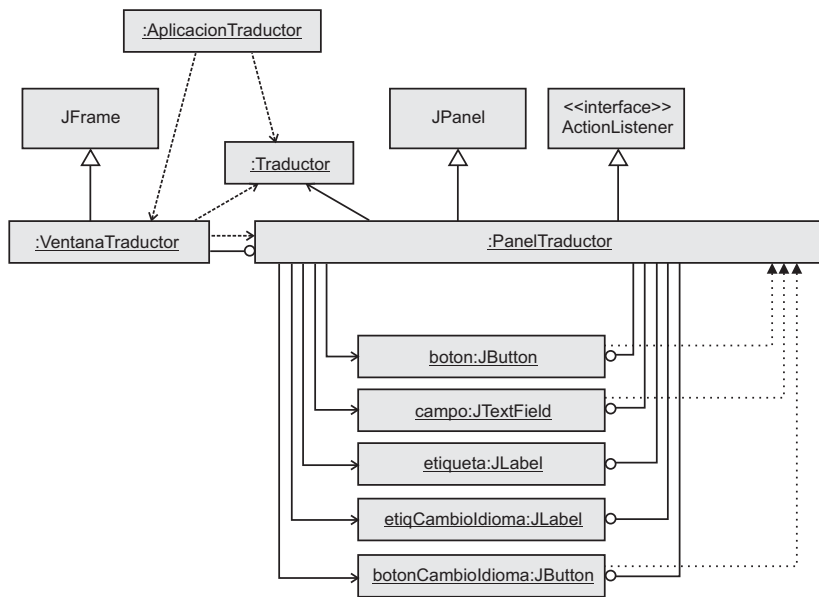 :AplicacionTraductor
JFrame
JPanel
<<interface>>
ActionListener
:Traductor
:VentanaTraductor
:PanelTraductor
boton:JButton
campo:JTextField
etiqueta:JLabel
etiqCambioIdioma:JLabel
botonCambioIdioma:JButton